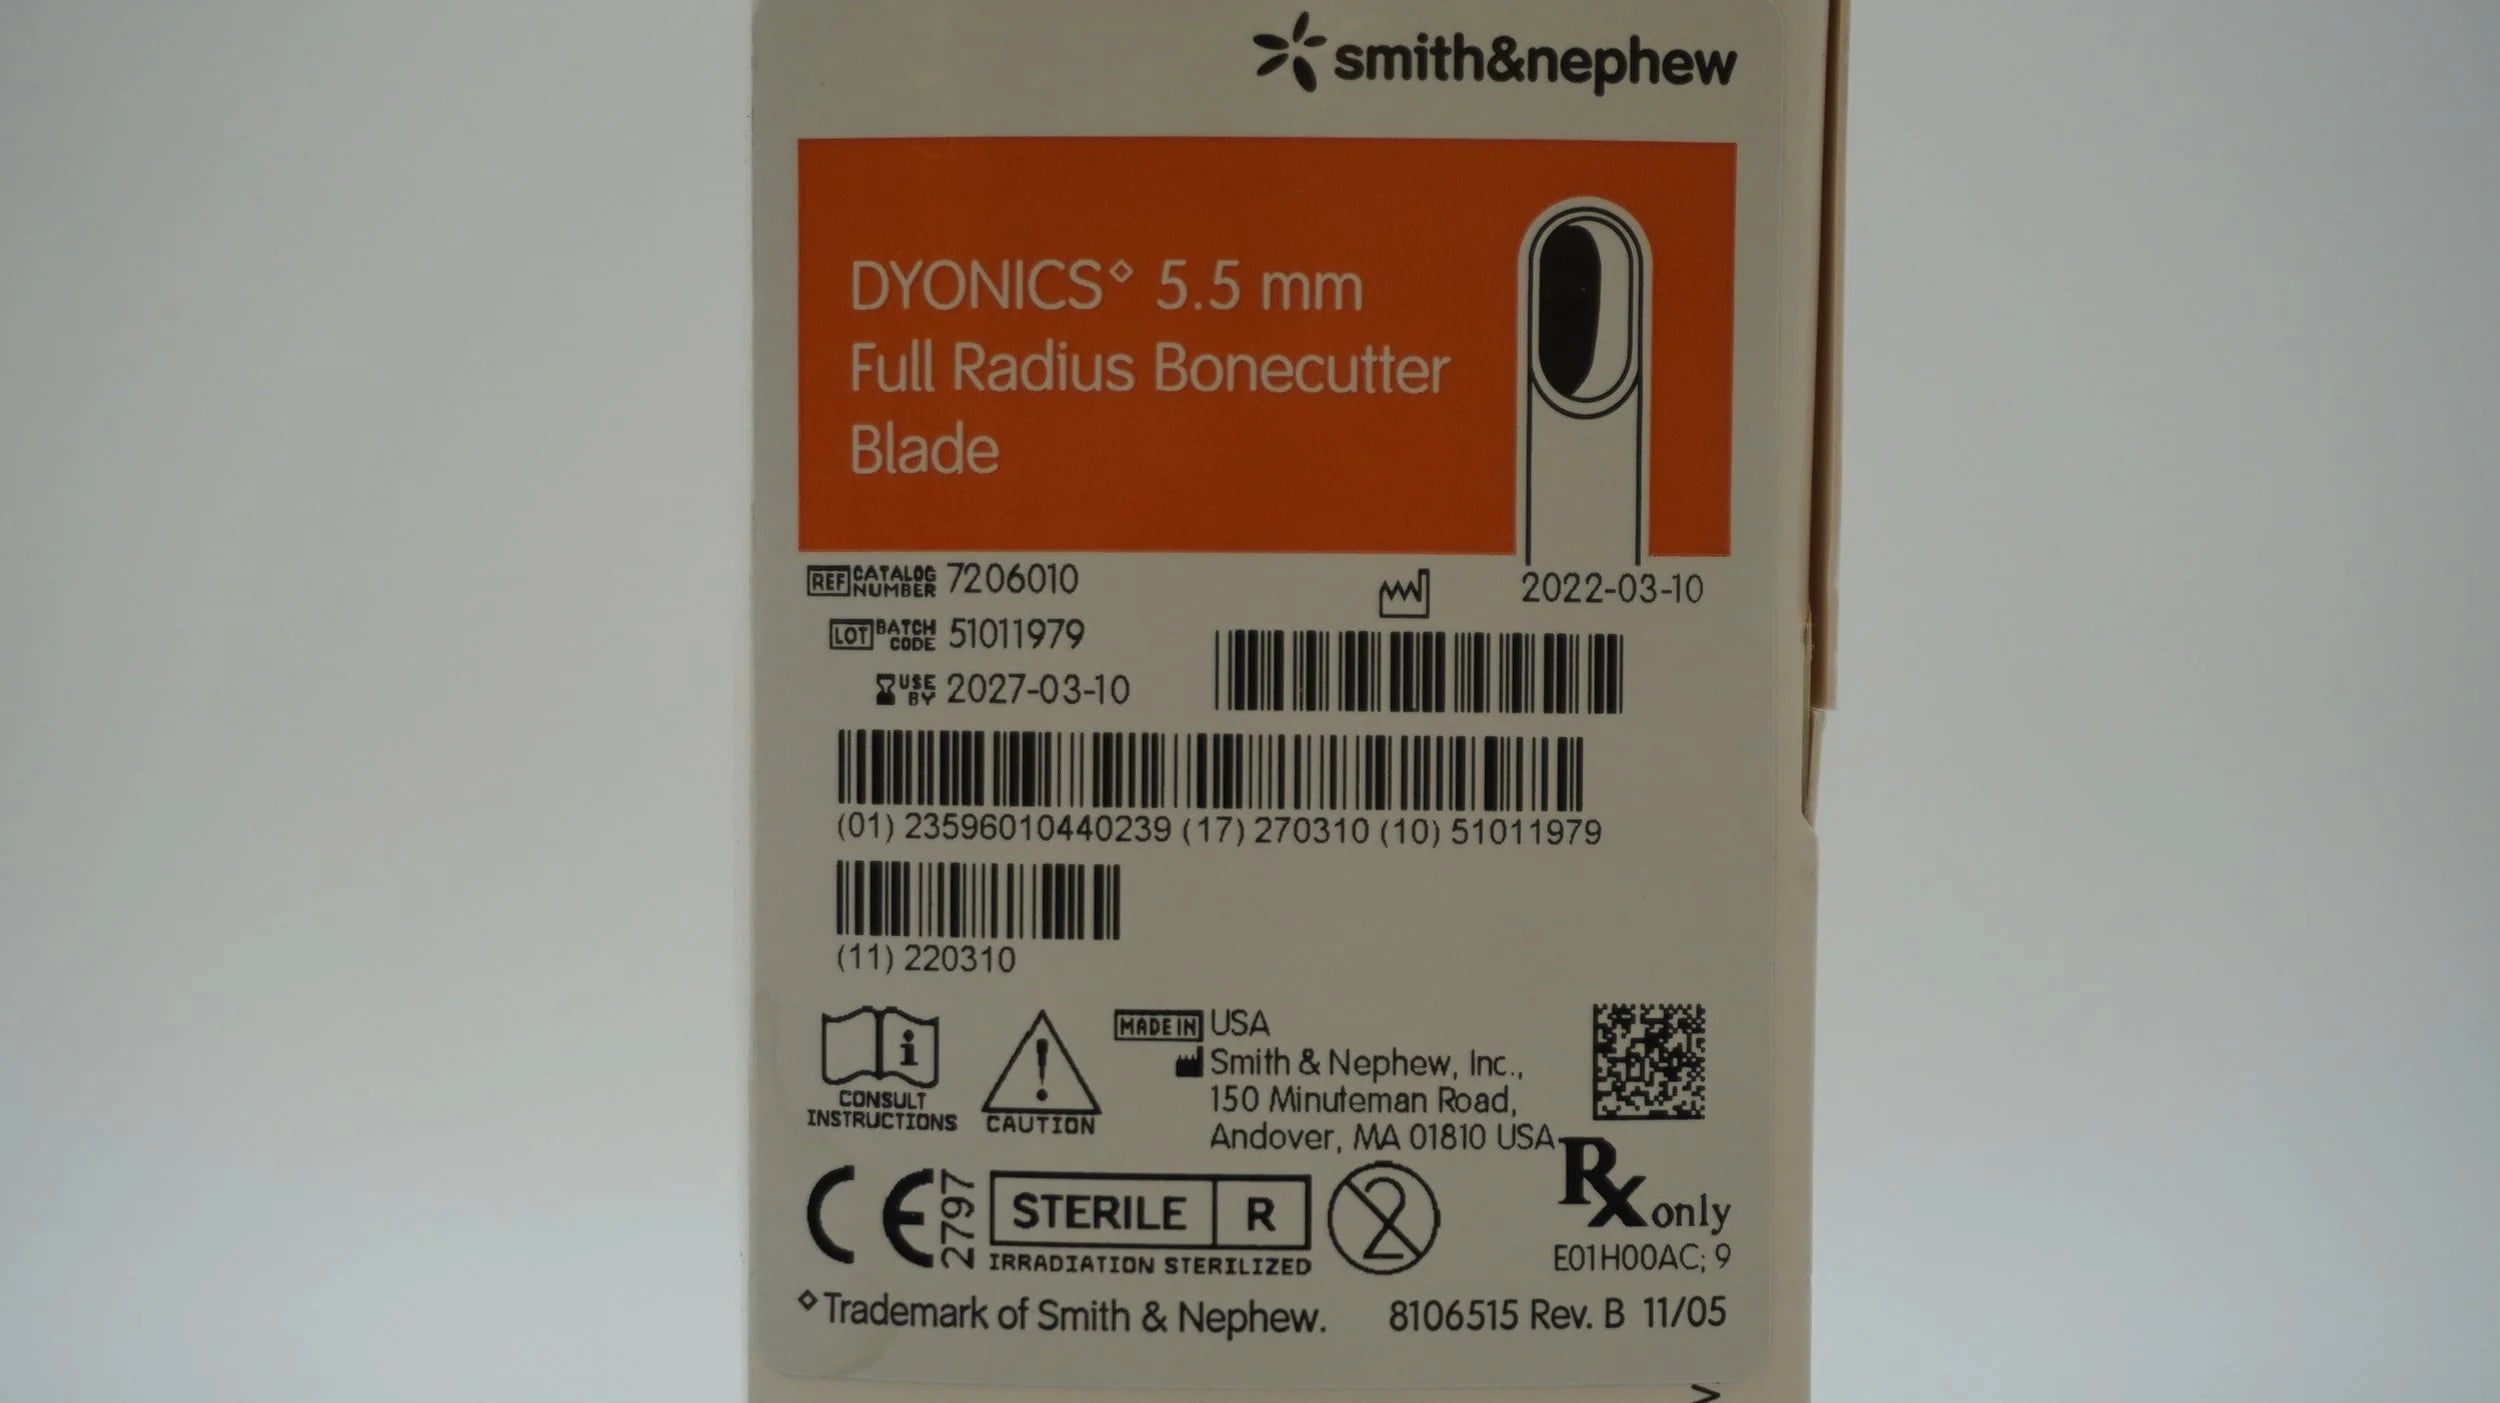 smith&nephew
DYONICS◊ 5.5 mm
Full Radius Bonecutter
Blade
REF CATALOG NUMBER 7206010
2022-03-10
LOT BATCH CODE 51011979
USE BY 2027-03-10
(01) 23596010440239 (17) 270310 (10) 51011979
(11) 220310
i
CONSULT
INSTRUCTIONS
!
CAUTION
MADE IN USA
Smith & Nephew, Inc.,
150 Minuteman Road,
Andover, MA 01810 USA
CE 2797
STERILE R
IRRADIATION STERILIZED
2
Rx only
E01H00AC; 9
◊Trademark of Smith & Nephew.
8106515 Rev. B 11/05